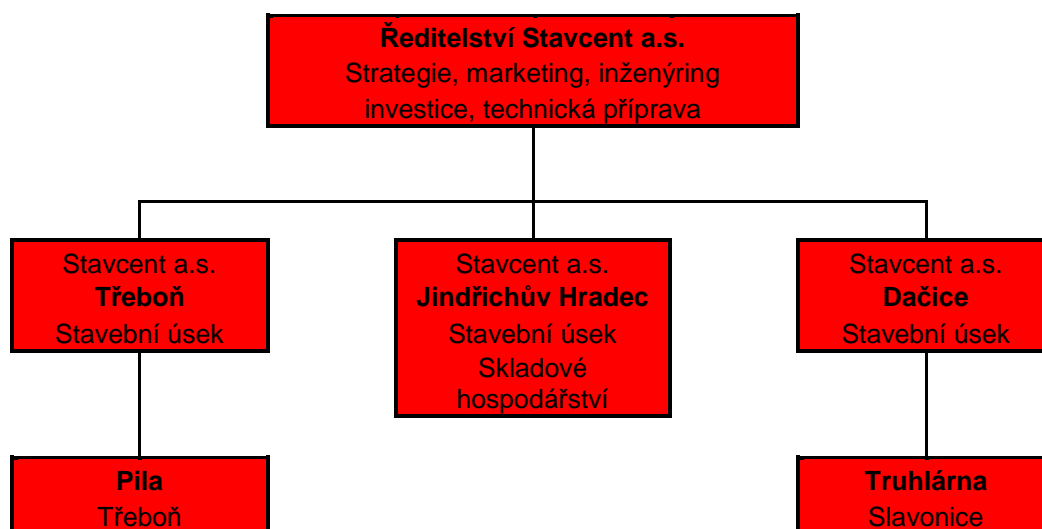 Ředitelství Stavcent a.s.
Strategie, marketing, inženýring
investice, technická příprava
Stavcent a.s.
Třeboň
Stavební úsek
Stavcent a.s.
Jindřichův Hradec
Stavební úsek
Skladové
hospodářství
Stavcent a.s.
Dačice
Stavební úsek
Pila
Třeboň
Truhlárna
Slavonice